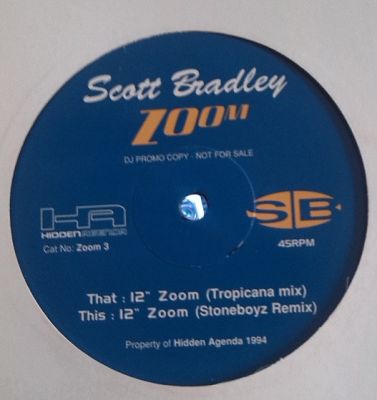 Scott Bradley
ZOOM
DJ PROMO COPY - NOT FOR SALE
HA
HIDDEN AGENDA
Cat No: Zoom 3
SB
45RPM
That : 12" Zoom (Tropicana mix)
This : 12" Zoom (Stoneboyz Remix)
Property of Hidden Agenda 1994